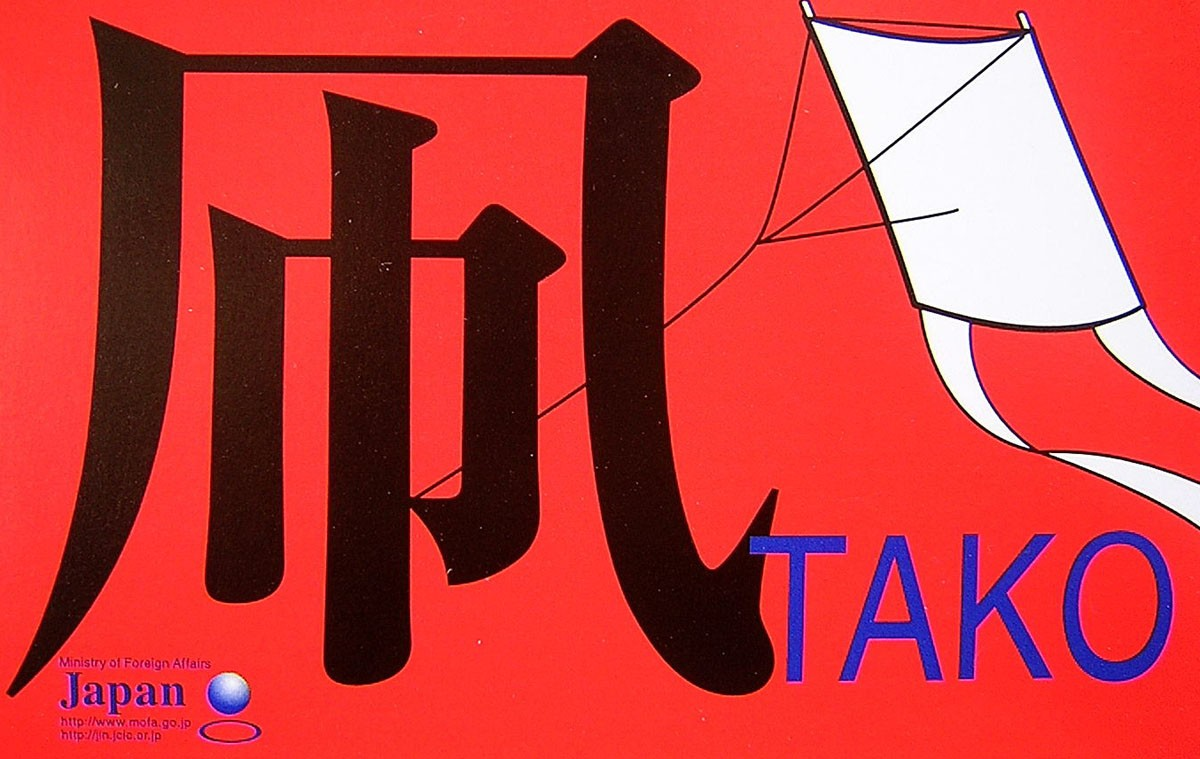 凧
TAKO
Ministry of Foreign Affairs
Japan
http://www.mofa.go.jp
http://jin.jcic.or.jp